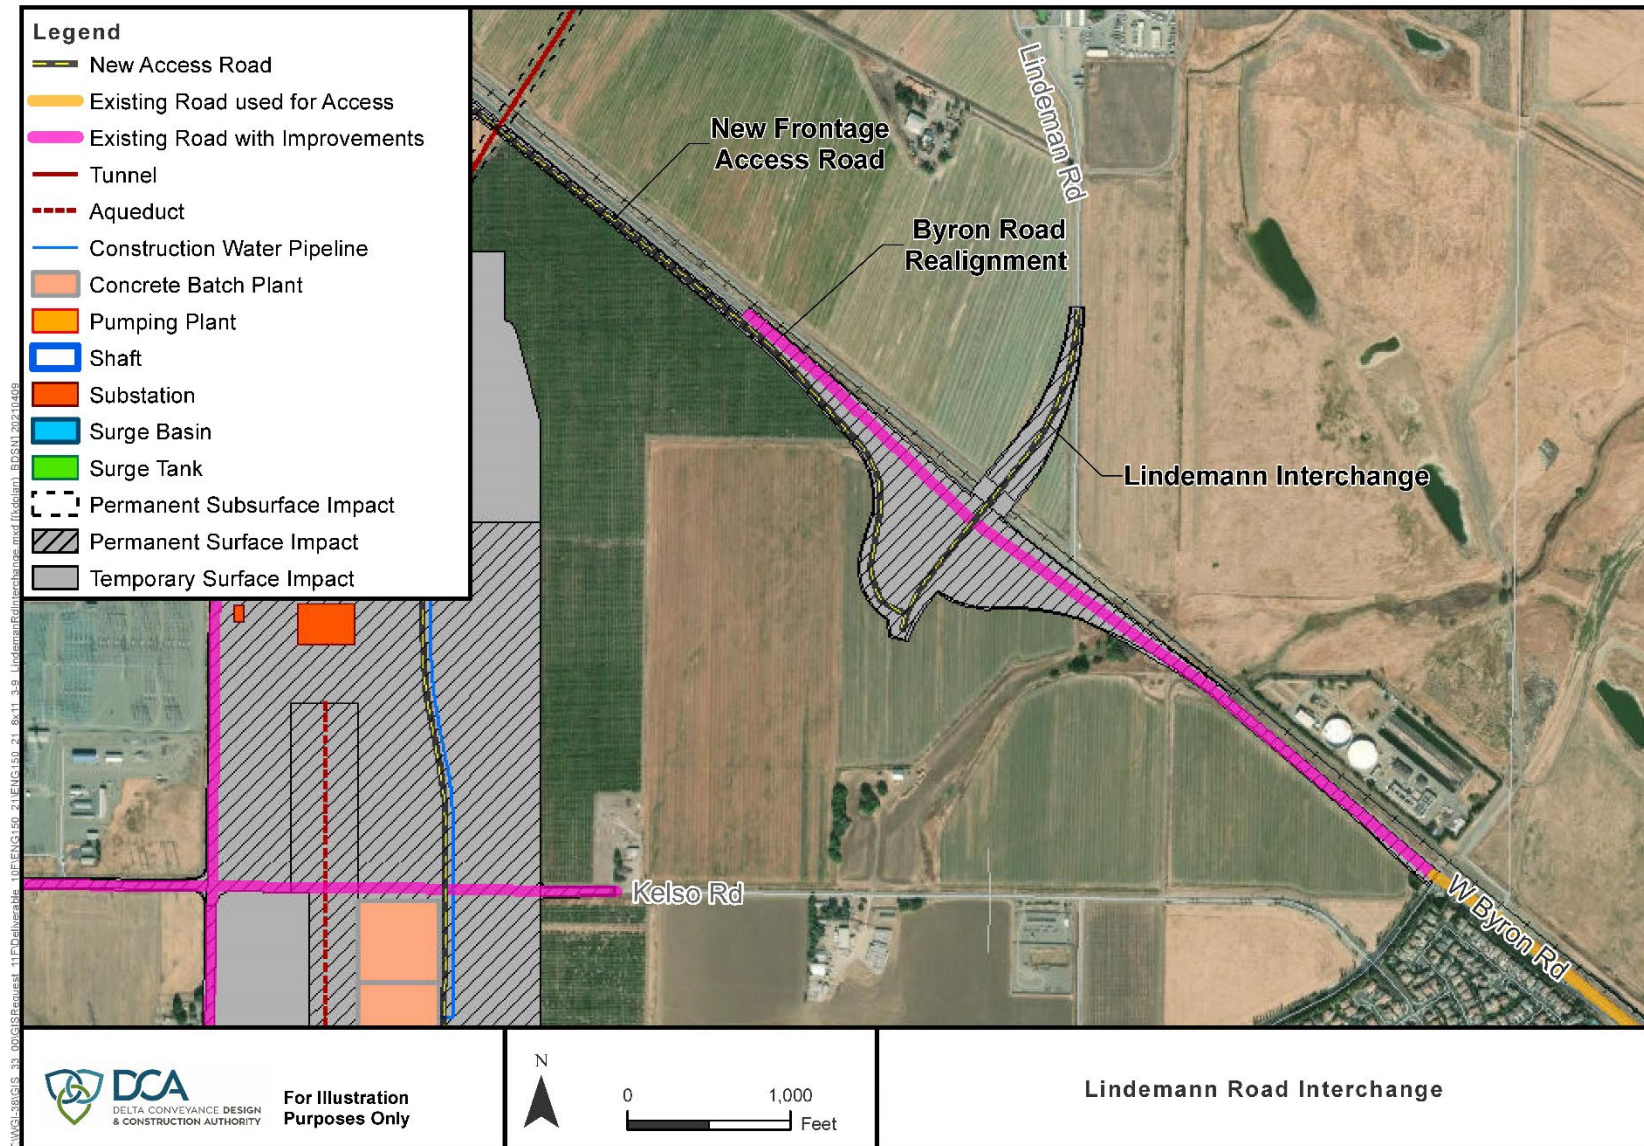 Legend
New Access Road
Existing Road used for Access
Existing Road with Improvements
Tunnel
Aqueduct
Construction Water Pipeline
Concrete Batch Plant
Pumping Plant
Shaft
Substation
Surge Basin
Surge Tank
Permanent Subsurface Impact
Permanent Surface Impact
Temporary Surface Impact
Lindeman Rd
New Frontage
Access Road
Byron Road
Realignment
Lindemann Interchange
Kelso Rd
W Byron Rd
DCA
DELTA CONVEYANCE DESIGN
& CONSTRUCTION AUTHORITY
For Illustration
Purposes Only
N
0 1,000
Feet
Lindemann Road Interchange